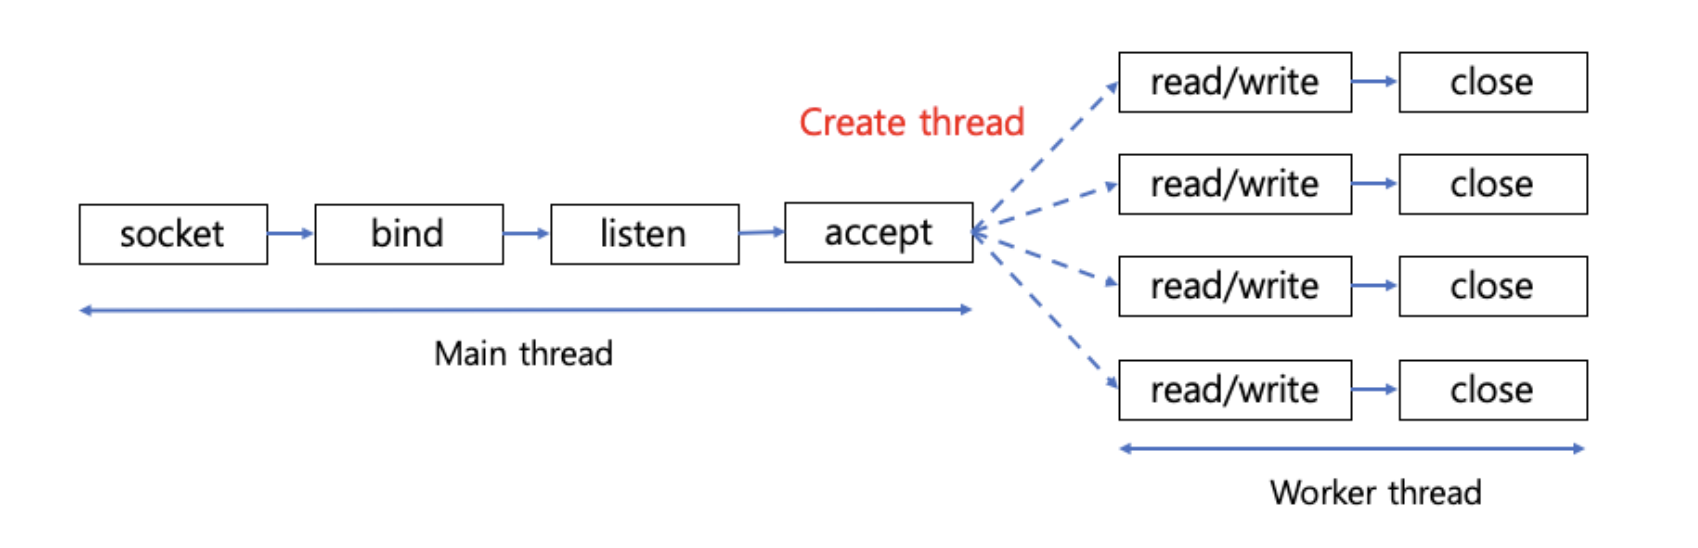 socket
bind
listen
accept
Main thread
Create thread
read/write
close
read/write
close
read/write
close
read/write
close
Worker thread